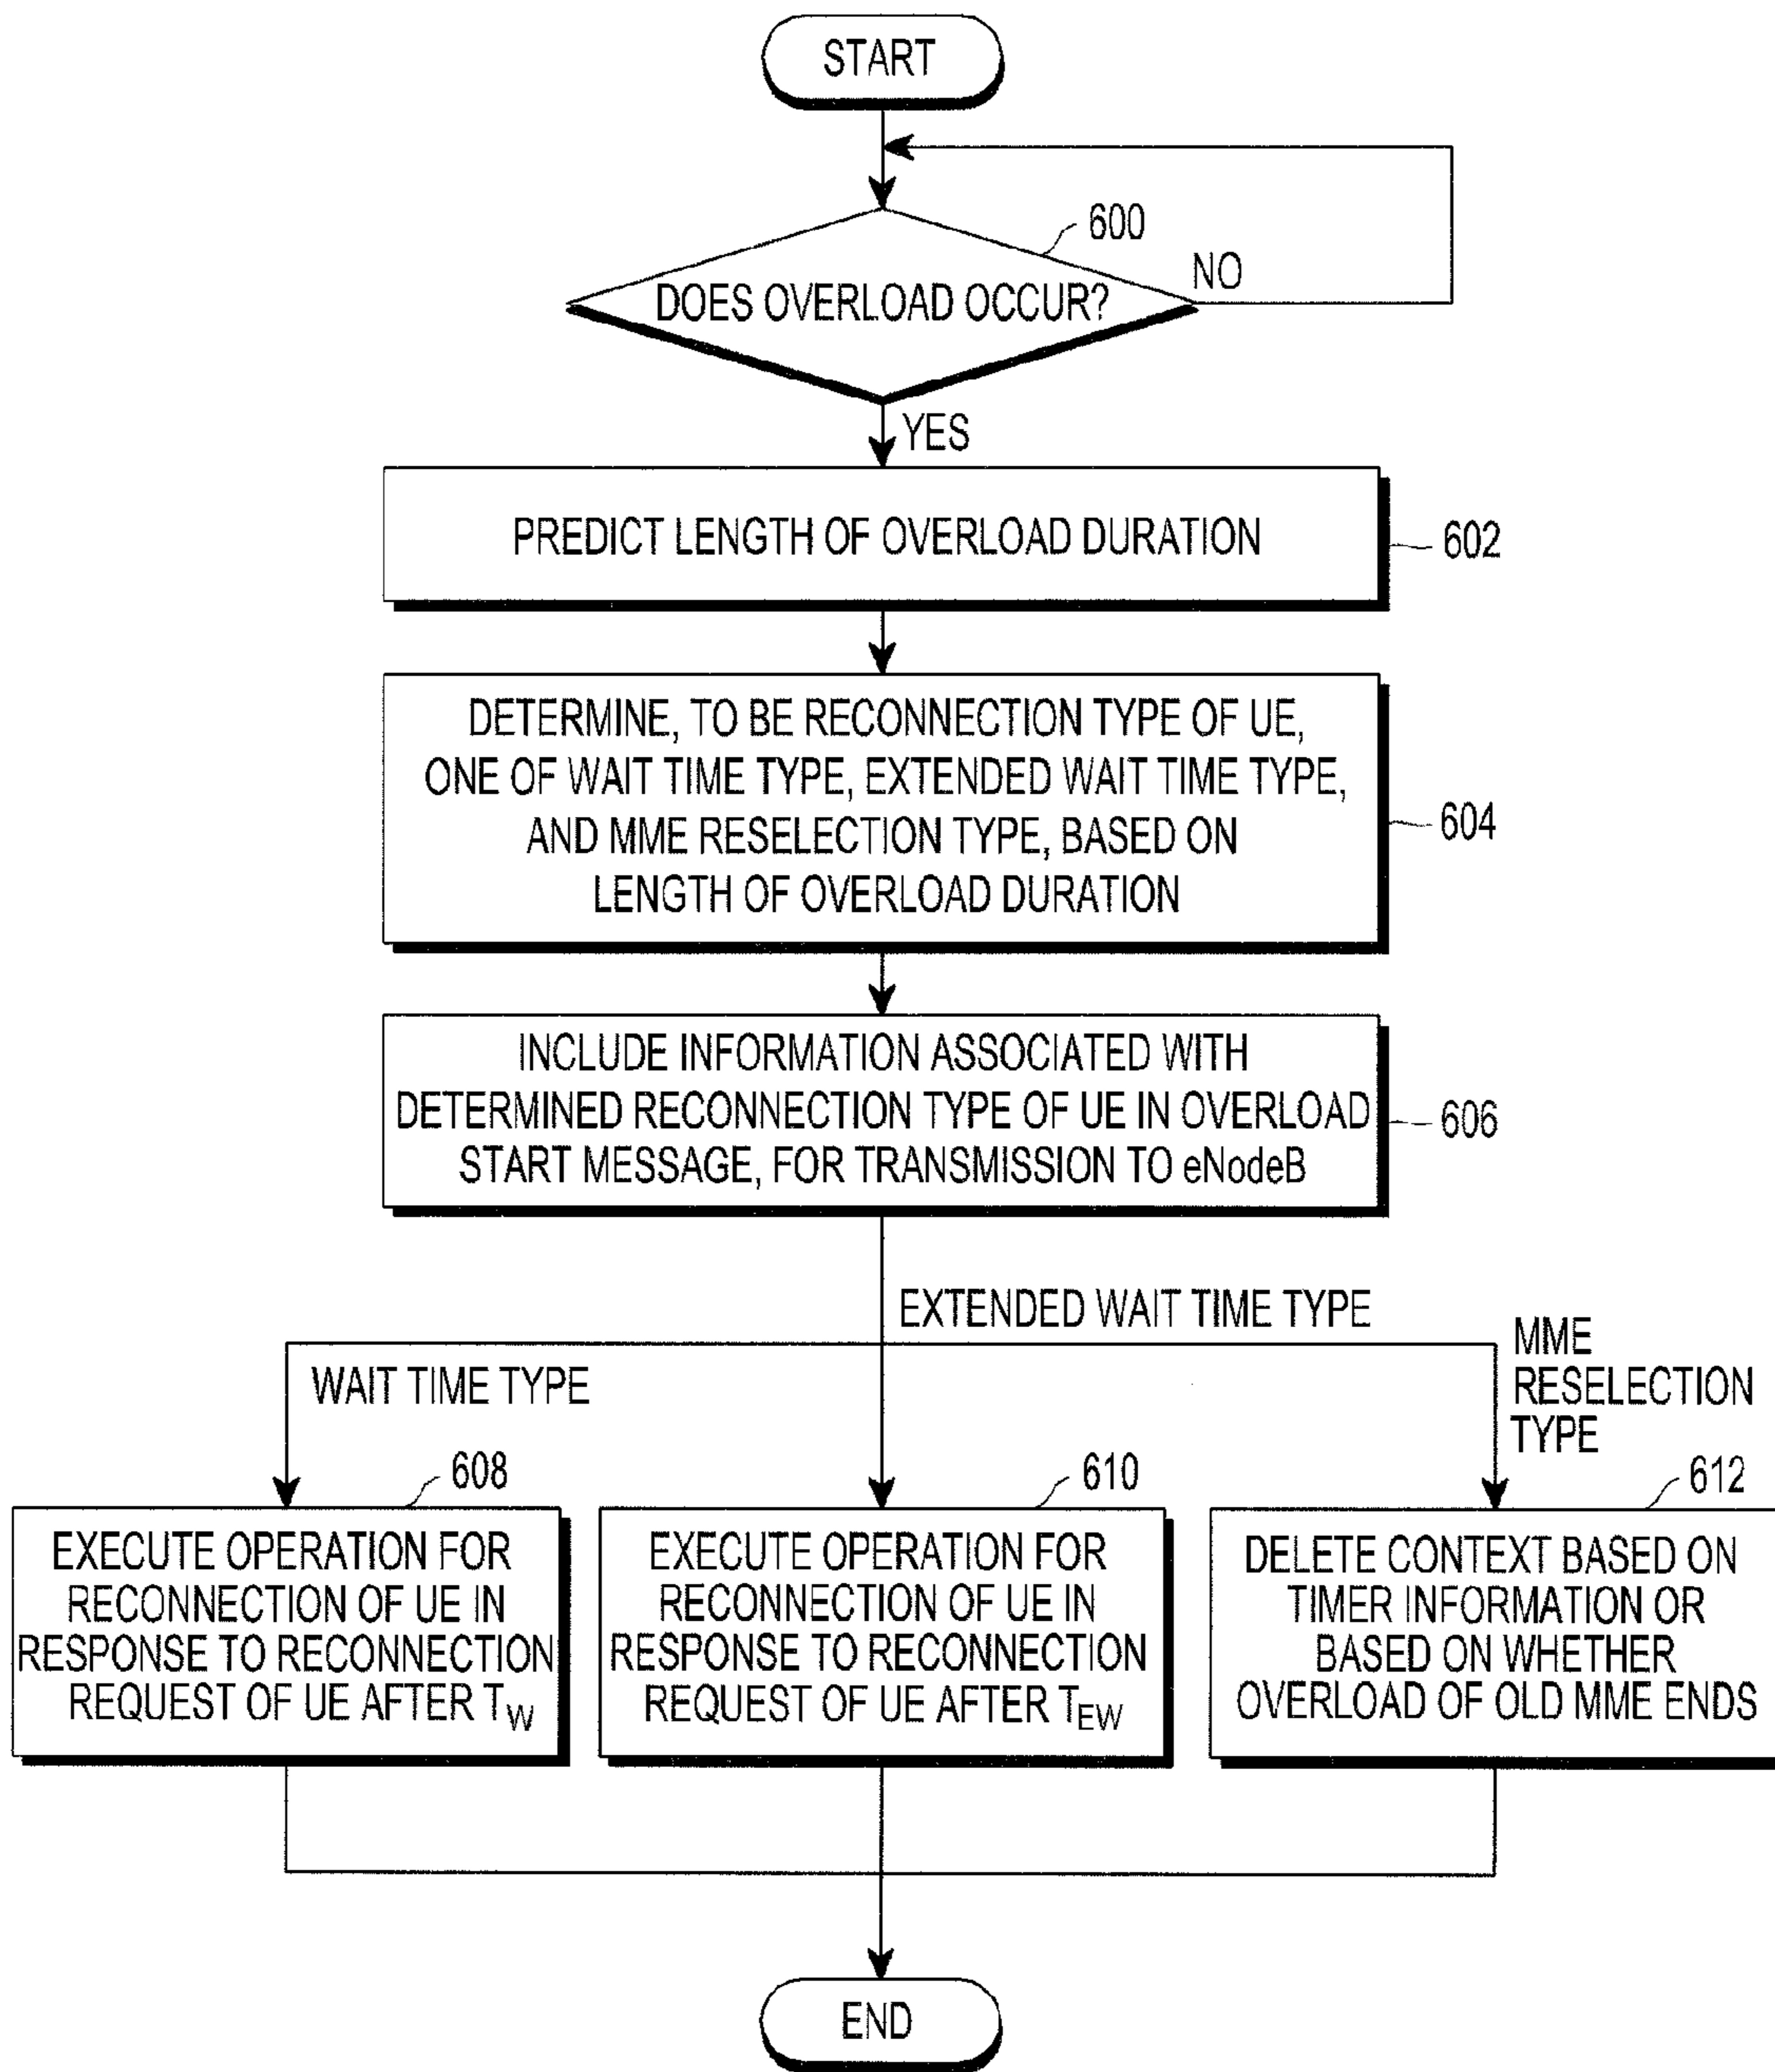 START
600
NO
DOES OVERLOAD OCCUR?
YES
PREDICT LENGTH OF OVERLOAD DURATION
602
DETERMINE, TO BE RECONNECTION TYPE OF UE,
ONE OF WAIT TIME TYPE, EXTENDED WAIT TIME TYPE,
AND MME RESELECTION TYPE, BASED ON
LENGTH OF OVERLOAD DURATION
604
INCLUDE INFORMATION ASSOCIATED WITH
DETERMINED RECONNECTION TYPE OF UE IN OVERLOAD
START MESSAGE, FOR TRANSMISSION TO eNodeB
606
EXTENDED WAIT TIME TYPE
WAIT TIME TYPE
MME
RESELECTION
TYPE
608
EXECUTE OPERATION FOR
RECONNECTION OF UE IN
RESPONSE TO RECONNECTION
REQUEST OF UE AFTER TW
610
EXECUTE OPERATION FOR
RECONNECTION OF UE IN
RESPONSE TO RECONNECTION
REQUEST OF UE AFTER TEW
612
DELETE CONTEXT BASED ON
TIMER INFORMATION OR
BASED ON WHETHER
OVERLOAD OF OLD MME ENDS
END